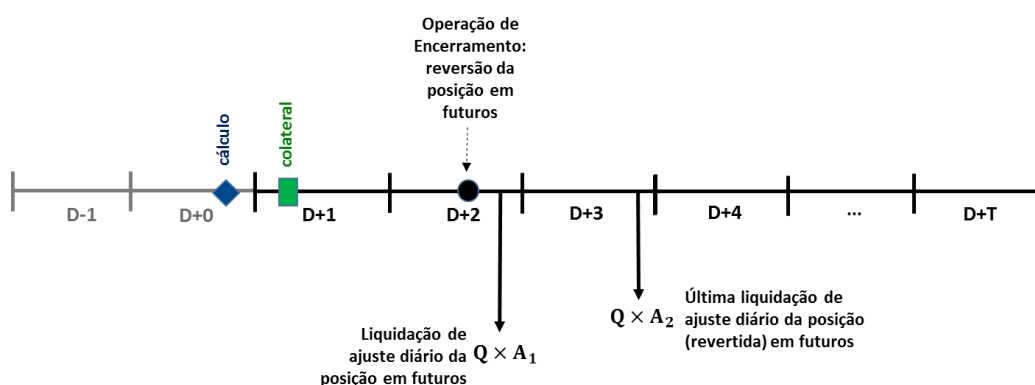 Operação de
Encerramento:
reversão da
posição em
futuros
cálculo
colateral
D-1
D+0
D+1
D+2
D+3
D+4
...
D+T
Liquidação de
ajuste diário da
posição em futuros
Q × A₁
Q × A₂
Última liquidação de
ajuste diário da posição
(revertida) em futuros